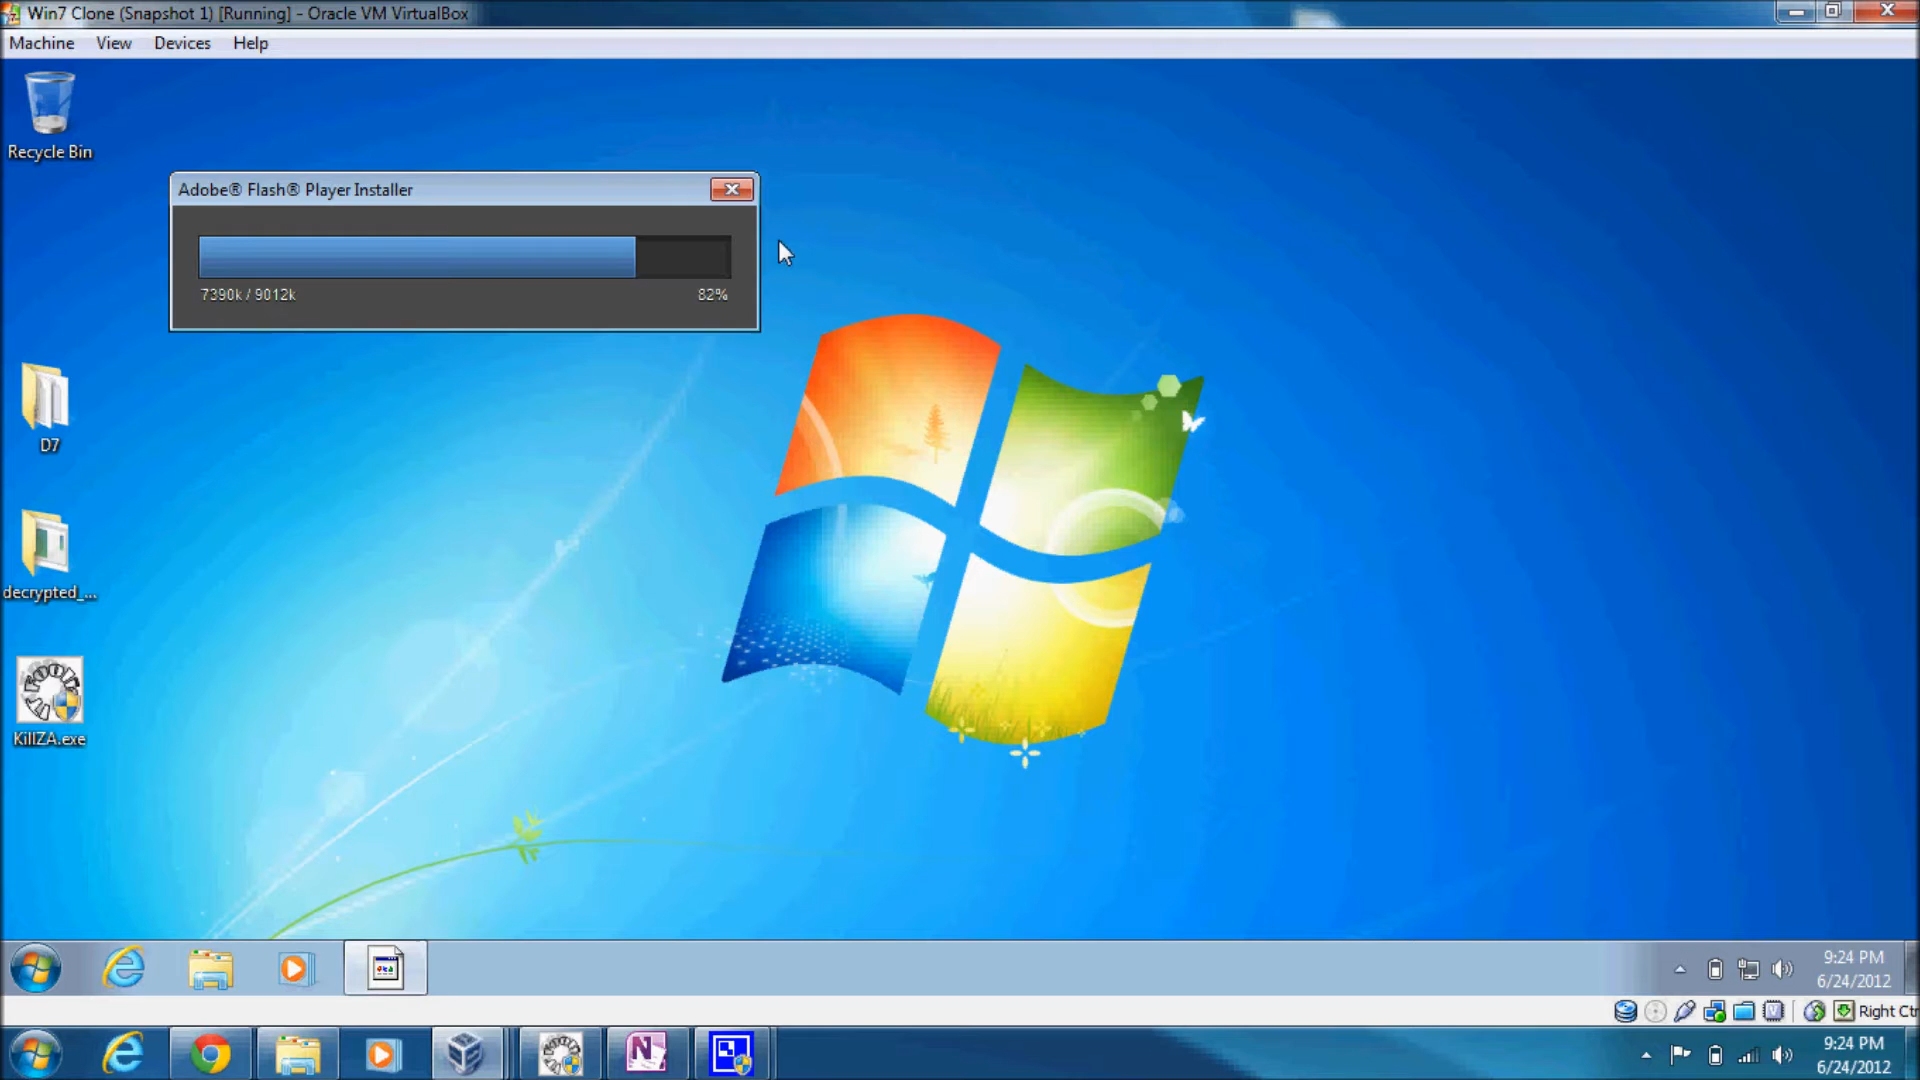 Win7 Clone (Snapshot 1) [Running] - Oracle VM VirtualBox
Machine View Devices Help
Recycle Bin
Adobe® Flash® Player Installer
7390k / 9012k 82%
D7
decrypted_...
KillZA.exe
9:24 PM
6/24/2012
Right Ctr
9:24 PM
6/24/2012